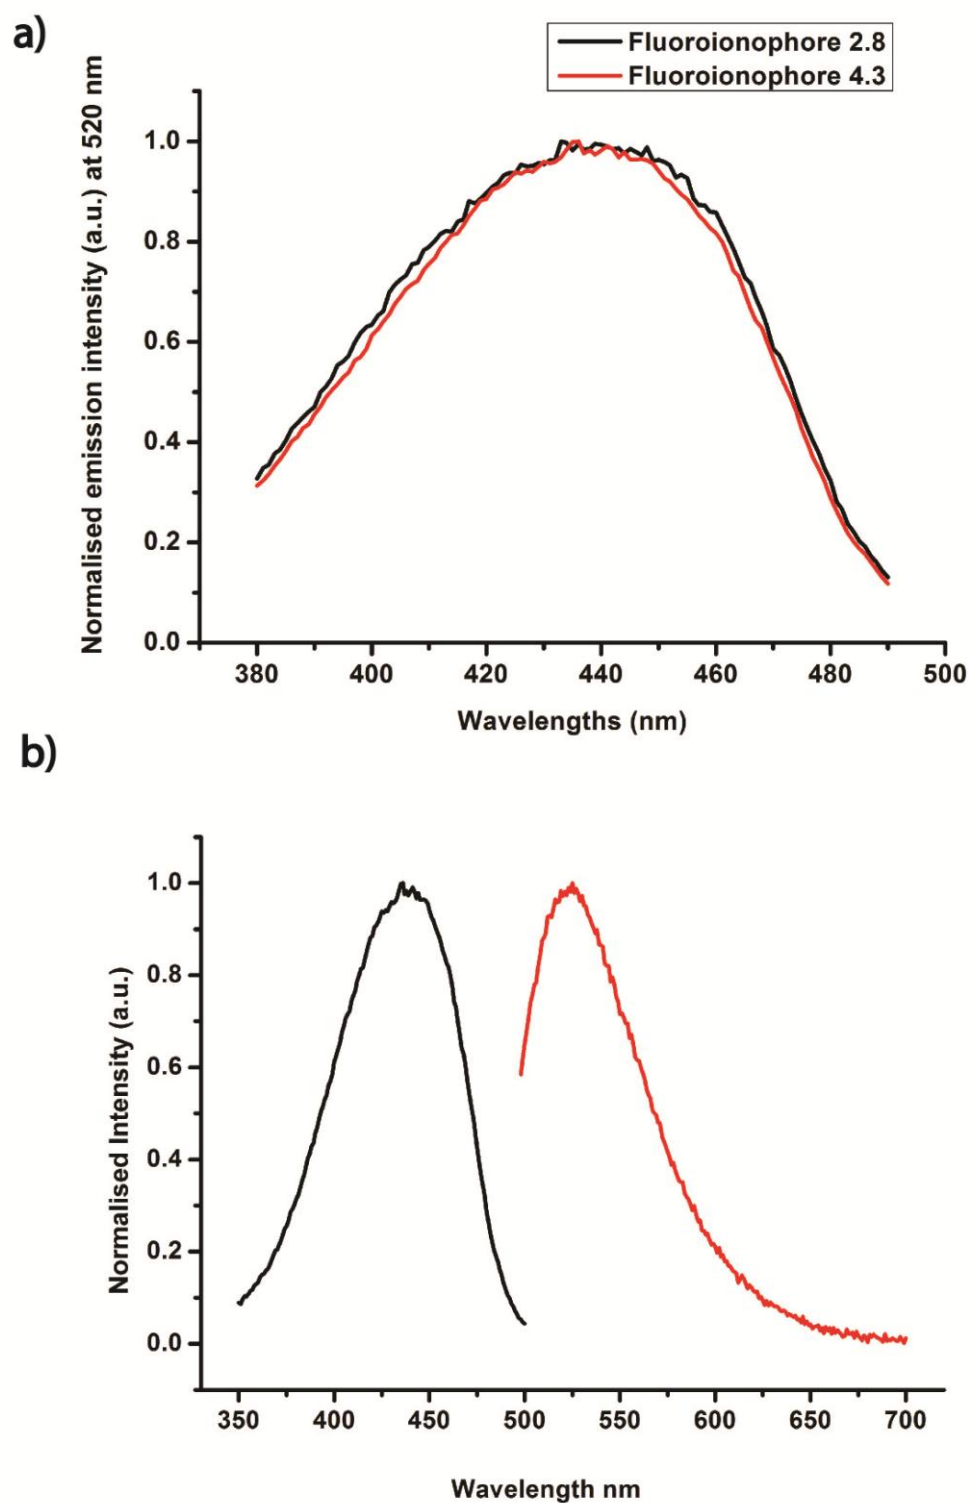 a)
Fluoroionophore 2.8
Fluoroionophore 4.3
Normalised emission intensity (a.u.) at 520 nm
1.0
0.8
0.6
0.4
0.2
0.0
380 400 420 440 460 480 500
Wavelengths (nm)
b)
Normalised Intensity (a.u.)
1.0
0.8
0.6
0.4
0.2
0.0
350 400 450 500 550 600 650 700
Wavelength nm